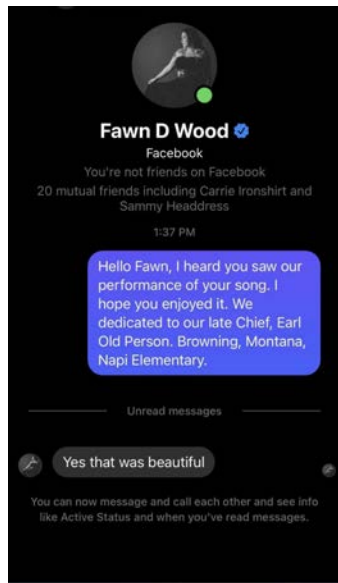 Fawn D Wood
Facebook
You're not friends on Facebook
20 mutual friends including Carrie Ironshirt and
Sammy Headdress
1:37 PM
Hello Fawn, I heard you saw our
performance of your song. I
hope you enjoyed it. We
dedicated to our late Chief, Earl
Old Person. Browning, Montana,
Napi Elementary.
Unread messages
Yes that was beautiful
You can now message and call each other and see info
like Active Status and when you've read messages.